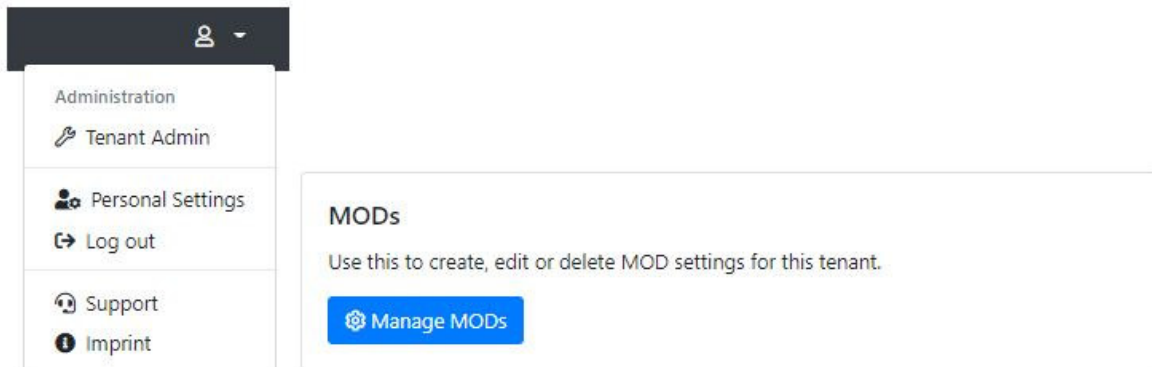 Administration
Tenant Admin
Personal Settings
Log out
Support
Imprint
MODs
Use this to create, edit or delete MOD settings for this tenant.
Manage MODs